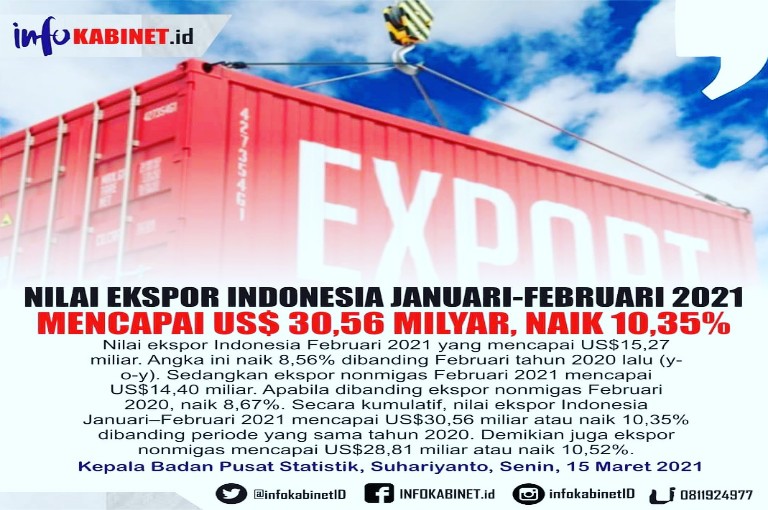 infoKABINET.id
42735461
42735461
EXPORT
NILAI EKSPOR INDONESIA JANUARI-FEBRUARI 2021
MENCAPAI US$ 30,56 MILYAR, NAIK 10,35%
Nilai ekspor Indonesia Februari 2021 yang mencapai US$15,27
miliar. Angka ini naik 8,56% dibanding Februari tahun 2020 lalu (y-
o-y). Sedangkan ekspor nonmigas Februari 2021 mencapai
US$14,40 miliar. Apabila dibanding ekspor nonmigas Februari
2020, naik 8,67%. Secara kumulatif, nilai ekspor Indonesia
Januari–Februari 2021 mencapai US$30,56 miliar atau naik 10,35%
dibanding periode yang sama tahun 2020. Demikian juga ekspor
nonmigas mencapai US$28,81 miliar atau naik 10,52%.
Kepala Badan Pusat Statistik, Suhariyanto, Senin, 15 Maret 2021
@infokabinetID INFOKABINET.id infokabinetID 0811924977